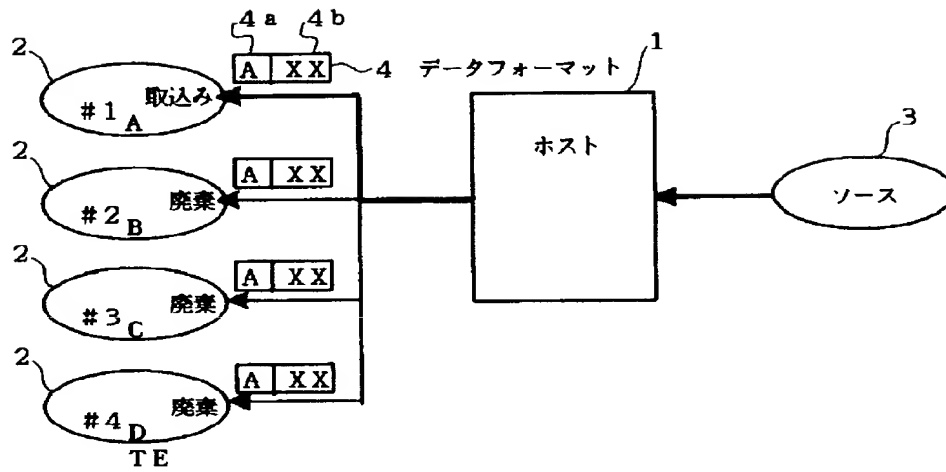 4a 4b
2 A XX 4 データフォーマット 1
#1 A 取込み
ホスト
3
ソース
2 A XX
#2 B 廃棄
2 A XX
#3 C 廃棄
2 A XX
#4 D 廃棄
TE